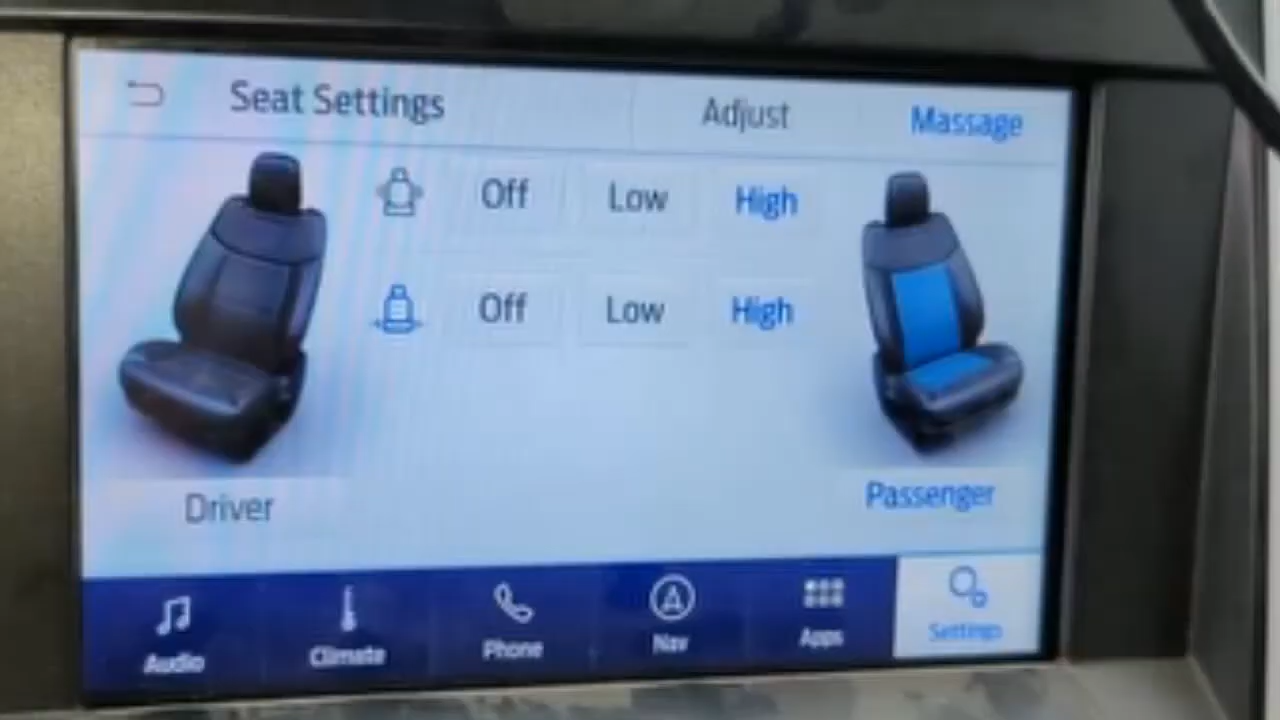 Seat Settings Adjust Massage
Off Low High
Off Low High
Driver Passenger
Audio Climate Phone Nav Apps Settings